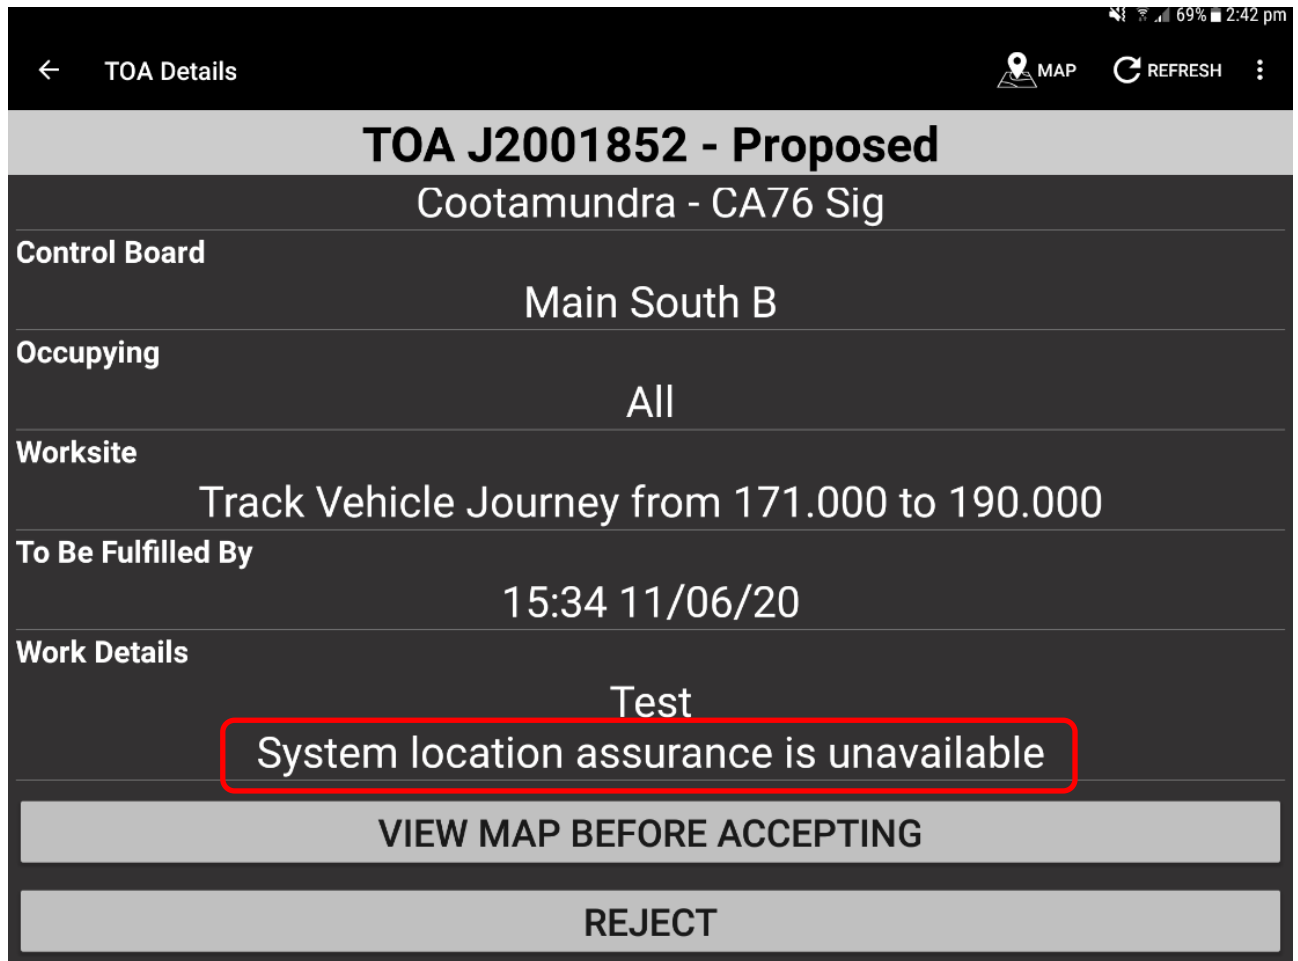 69% 2:42 pm
TOA Details MAP REFRESH
TOA J2001852 - Proposed
Cootamundra - CA76 Sig
Control Board
Main South B
Occupying
All
Worksite
Track Vehicle Journey from 171.000 to 190.000
To Be Fulfilled By
15:34 11/06/20
Work Details
Test
System location assurance is unavailable
VIEW MAP BEFORE ACCEPTING
REJECT